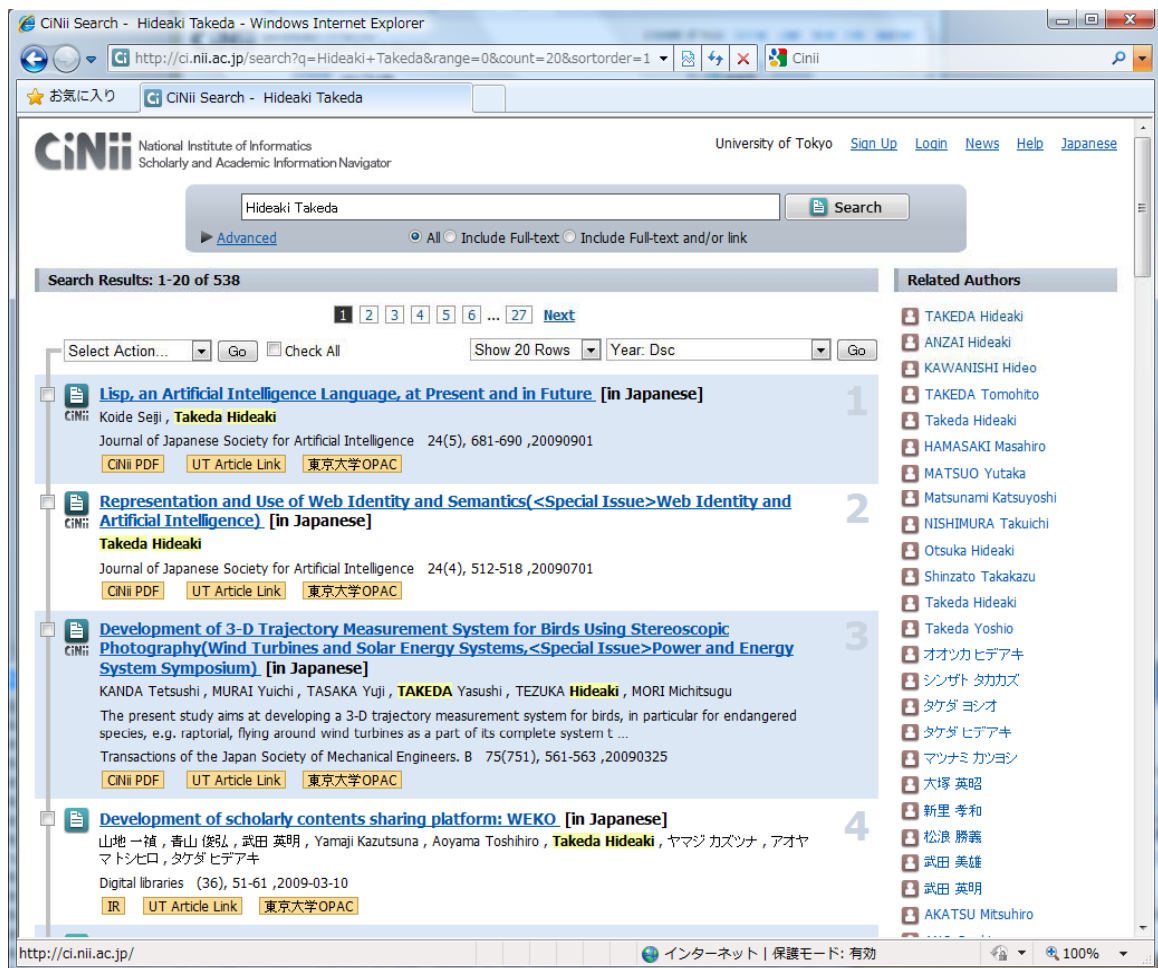 CiNii Search - Hideaki Takeda - Windows Internet Explorer
http://ci.nii.ac.jp/search?q=Hideaki+Takeda&range=0&count=20&sortorder=1
Cinii
お気に入り
CiNii Search - Hideaki Takeda
CiNii
National Institute of Informatics
Scholarly and Academic Information Navigator
University of Tokyo Sign Up Login News Help Japanese
Hideaki Takeda
Search
Advanced
All Include Full-text Include Full-text and/or link
Search Results: 1-20 of 538
1 2 3 4 5 6 ... 27 Next
Select Action... Go Check All Show 20 Rows Year: Dsc Go
Lisp, an Artificial Intelligence Language, at Present and in Future [in Japanese]
1
CiNii
Koide Seiji , Takeda Hideaki
Journal of Japanese Society for Artificial Intelligence 24(5), 681-690 ,20090901
CiNii PDF UT Article Link 東京大学OPAC
Representation and Use of Web Identity and Semantics(<Special Issue>Web Identity and
2
CiNii
Artificial Intelligence) [in Japanese]
Takeda Hideaki
Journal of Japanese Society for Artificial Intelligence 24(4), 512-518 ,20090701
CiNii PDF UT Article Link 東京大学OPAC
Development of 3-D Trajectory Measurement System for Birds Using Stereoscopic
3
CiNii
Photography(Wind Turbines and Solar Energy Systems,<Special Issue>Power and Energy
System Symposium) [in Japanese]
KANDA Tetsushi , MURAI Yuichi , TASAKA Yuji , TAKEDA Yasushi , TEZUKA Hideaki , MORI Michitsugu
The present study aims at developing a 3-D trajectory measurement system for birds, in particular for endangered
species, e.g. raptorial, flying around wind turbines as a part of its complete system t ...
Transactions of the Japan Society of Mechanical Engineers. B 75(751), 561-563 ,20090325
CiNii PDF UT Article Link 東京大学OPAC
Development of scholarly contents sharing platform: WEKO [in Japanese]
4
山地 一禎 , 青山 俊弘 , 武田 英明 , Yamaji Kazutsuna , Aoyama Toshihiro , Takeda Hideaki , ヤマジ カズツナ , アオヤ
マ トシヒロ , タケダ ヒデアキ
Digital libraries (36), 51-61 ,2009-03-10
IR UT Article Link 東京大学OPAC
Related Authors
TAKEDA Hideaki
ANZAI Hideaki
KAWANISHI Hideo
TAKEDA Tomohito
Takeda Hideaki
HAMASAKI Masahiro
MATSUO Yutaka
Matsunami Katsuyoshi
NISHIMURA Takuichi
Otsuka Hideaki
Shinzato Takakazu
Takeda Hideaki
Takeda Yoshio
オオツカ ヒデアキ
シンザト タカカズ
タケダ ヨシオ
タケダ ヒデアキ
マツナミ カツヨシ
大塚 英昭
新里 孝和
松浪 勝義
武田 美雄
武田 英明
AKATSU Mitsuhiro
http://ci.nii.ac.jp/
インターネット | 保護モード: 有効
100%